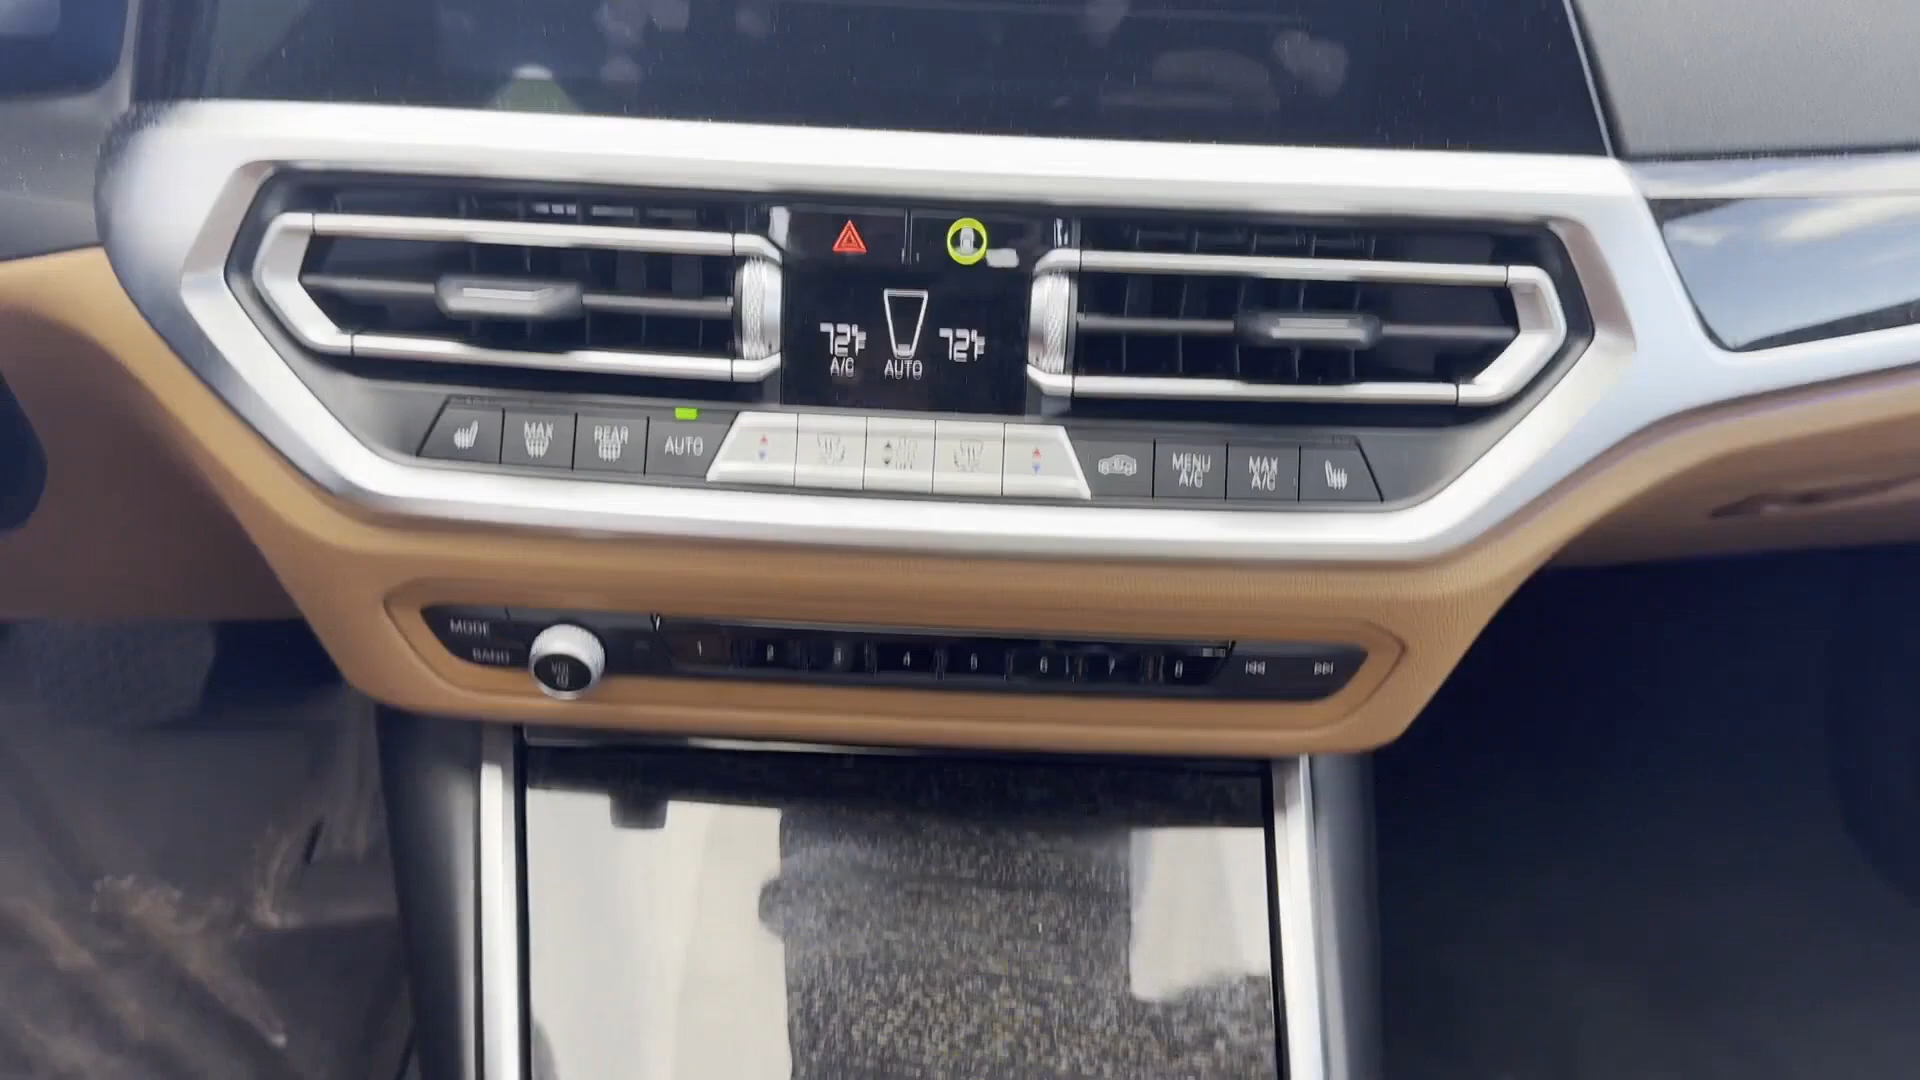 72°F
72°F
A/C
AUTO
MAX
REAR
AUTO
MENU
A/C
MAX
A/C
MODE
BAND
VOL
1
2
3
4
5
6
7
8